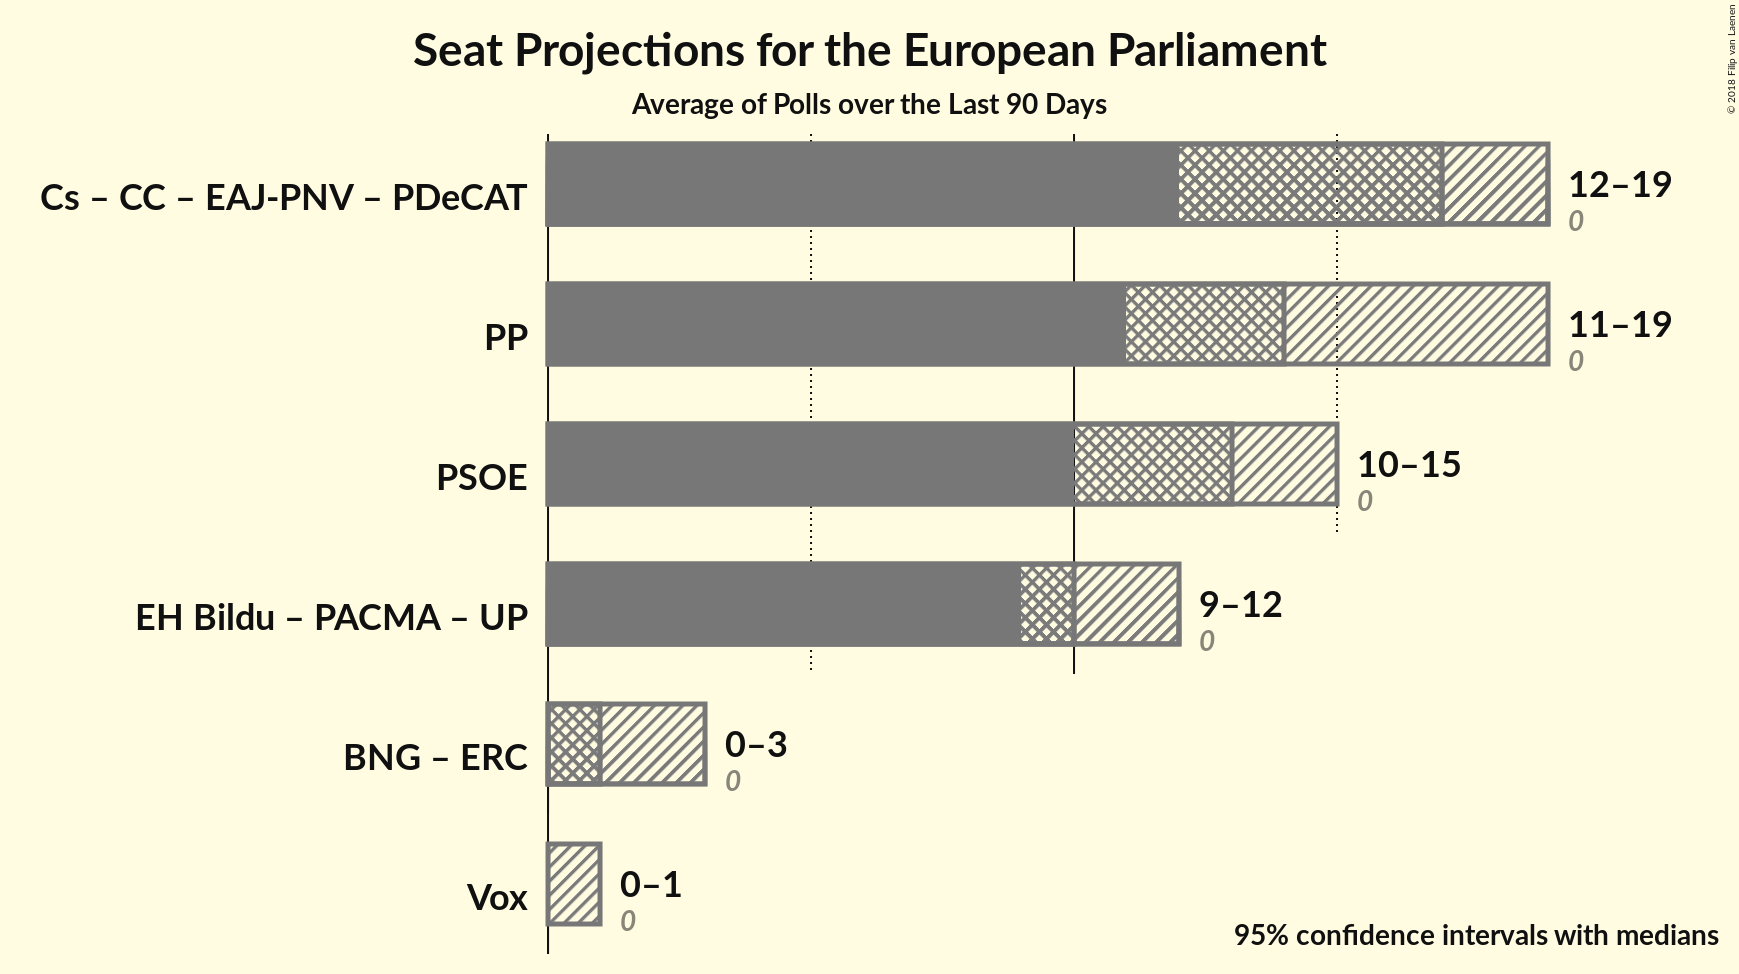 Seat Projections for the European Parliament
Average of Polls over the Last 90 Days
© 2018 Filip van Laenen
Cs – CC – EAJ-PNV – PDeCAT
12–19
0
PP
11–19
0
PSOE
10–15
0
EH Bildu – PACMA – UP
9–12
0
BNG – ERC
0–3
0
Vox
0–1
0
95% confidence intervals with medians